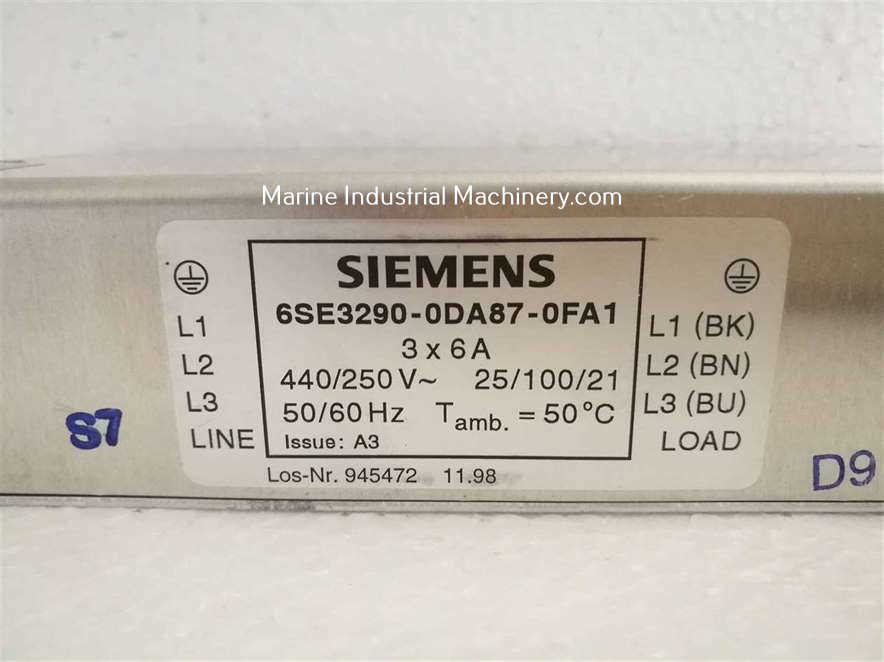 Marine Industrial Machinery.com
SIEMENS
6SE3290-0DA87-0FA1
3 x 6 A
440/250 V~ 25/100/21
50/60 Hz Tamb. = 50 °C
Issue: A3
L1
L2
L3
LINE
L1 (BK)
L2 (BN)
L3 (BU)
LOAD
Los-Nr. 945472 11.98
S7
D9